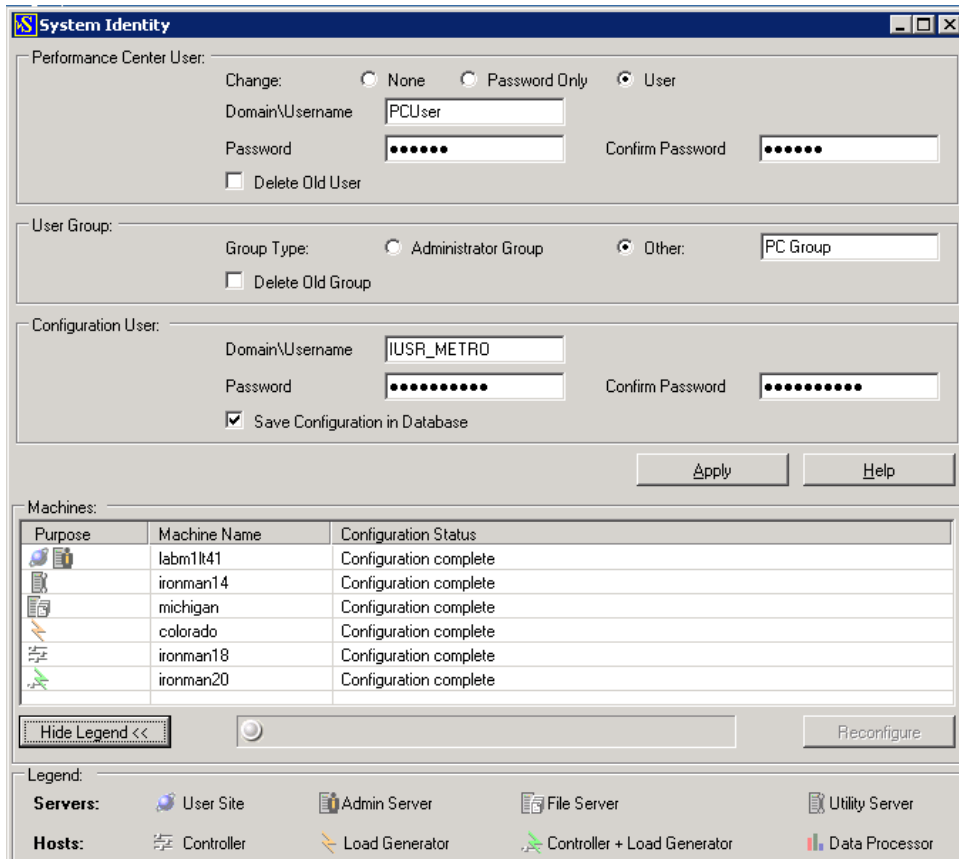 System Identity
Performance Center User:
Change: None Password Only User
Domain\Username PCUser
Password •••••• Confirm Password ••••••
Delete Old User
User Group:
Group Type: Administrator Group Other: PC Group
Delete Old Group
Configuration User:
Domain\Username IUSR_METRO
Password •••••••••• Confirm Password ••••••••••
Save Configuration in Database
Apply Help
Machines:
Purpose Machine Name Configuration Status
labm1lt41 Configuration complete
ironman14 Configuration complete
michigan Configuration complete
colorado Configuration complete
ironman18 Configuration complete
ironman20 Configuration complete
Hide Legend << Reconfigure
Legend:
Servers: User Site Admin Server File Server Utility Server
Hosts: Controller Load Generator Controller + Load Generator Data Processor